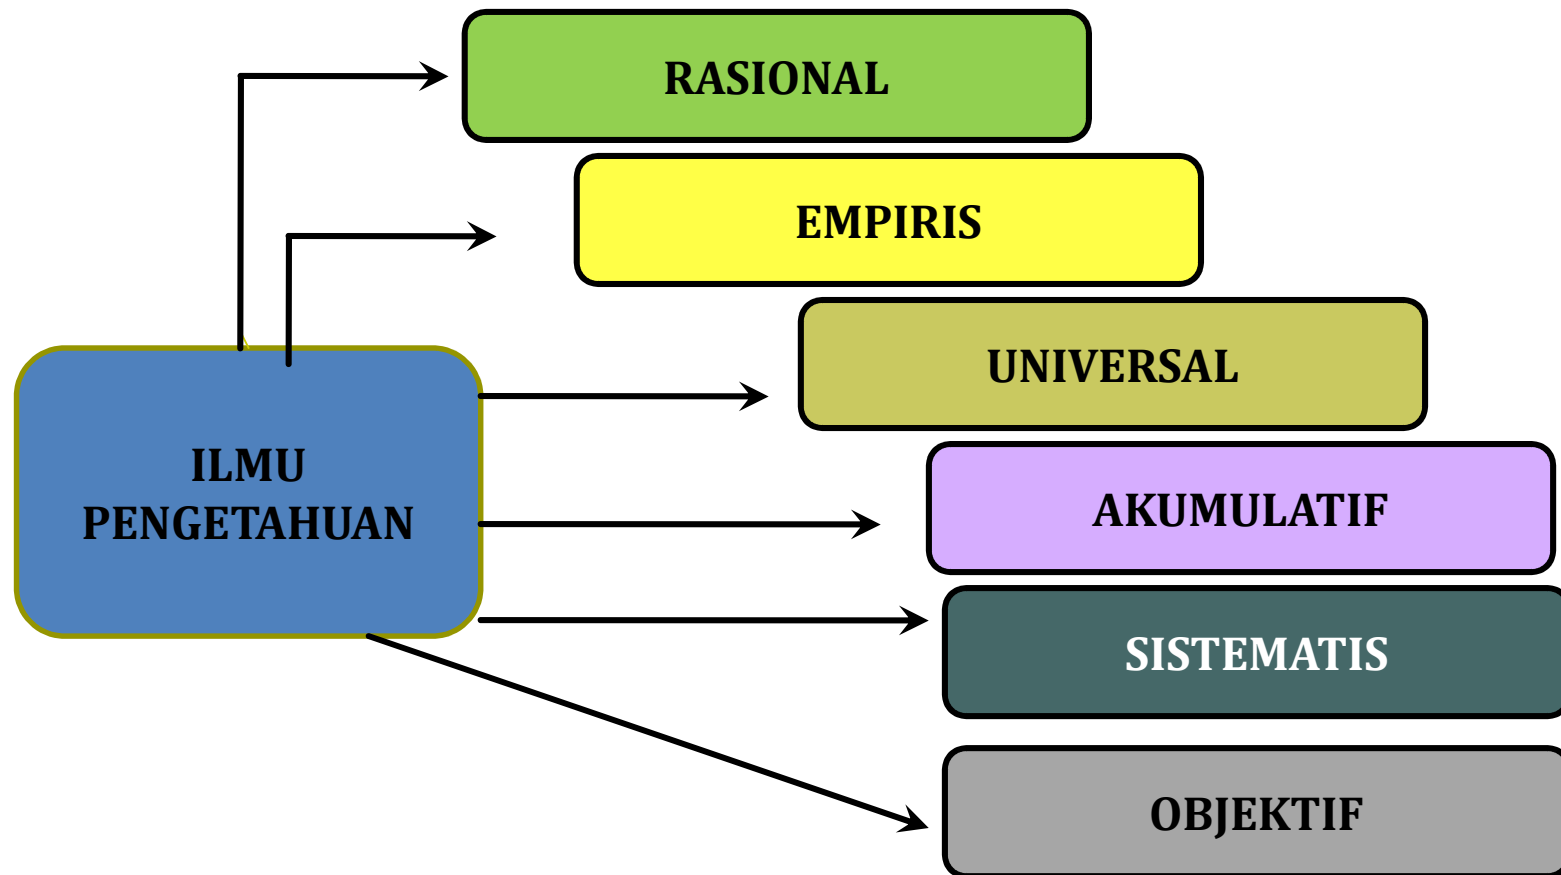 RASIONAL
EMPIRIS
UNIVERSAL
ILMU
PENGETAHUAN
AKUMULATIF
SISTEMATIS
OBJEKTIF